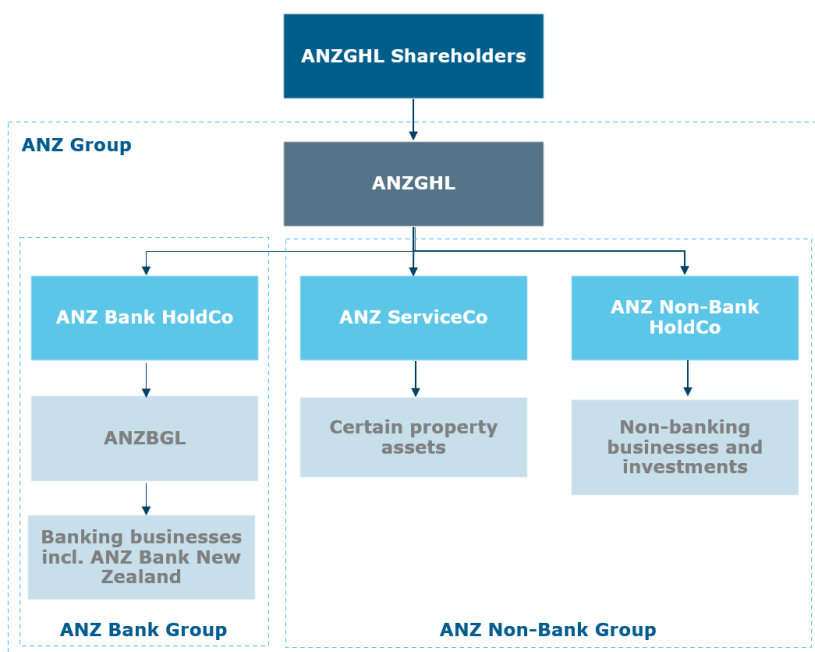 ANZGHL Shareholders
ANZ Group
ANZGHL
ANZ Bank HoldCo
ANZ ServiceCo
ANZ Non-Bank
HoldCo
ANZBGL
Certain property
assets
Non-banking
businesses and
investments
Banking businesses
incl. ANZ Bank New
Zealand
ANZ Bank Group
ANZ Non-Bank Group